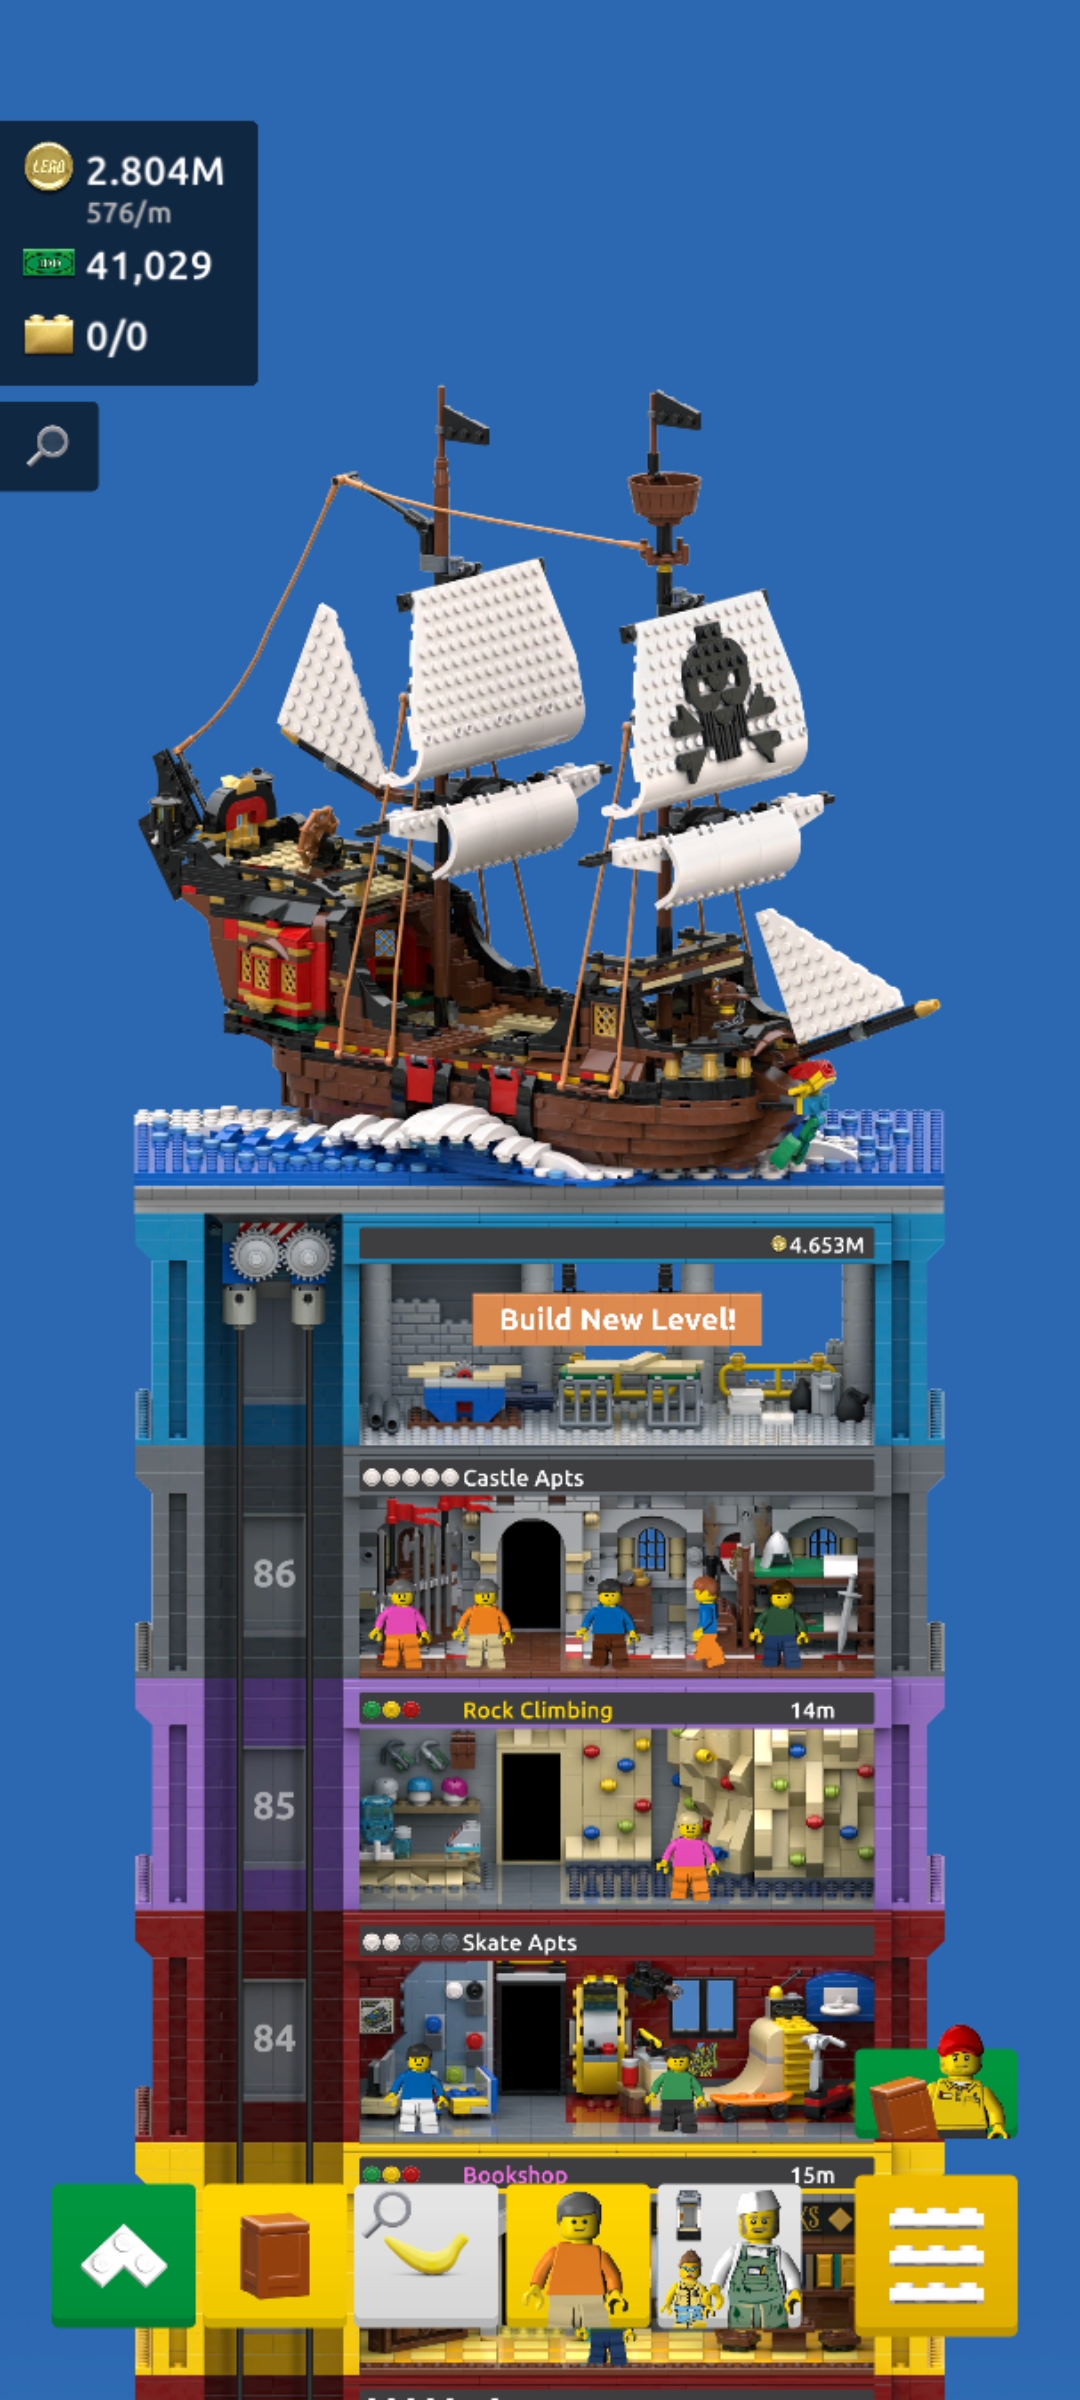 LEGO
2.804M
576/m
41,029
0/0
4.653M
Build New Level!
Castle Apts
86
Rock Climbing
14m
85
Skate Apts
84
Bookshop
15m